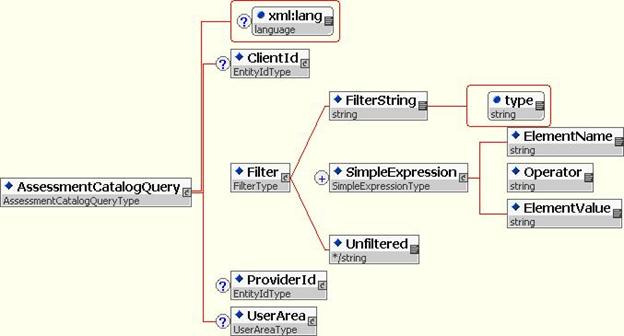 xml:lang
language
ClientId
EntityIdType
FilterString
string
type
string
ElementName
string
AssessmentCatalogQuery
AssessmentCatalogQueryType
Filter
FilterType
SimpleExpression
SimpleExpressionType
Operator
string
ElementValue
string
Unfiltered
*/string
ProviderId
EntityIdType
UserArea
UserAreaType